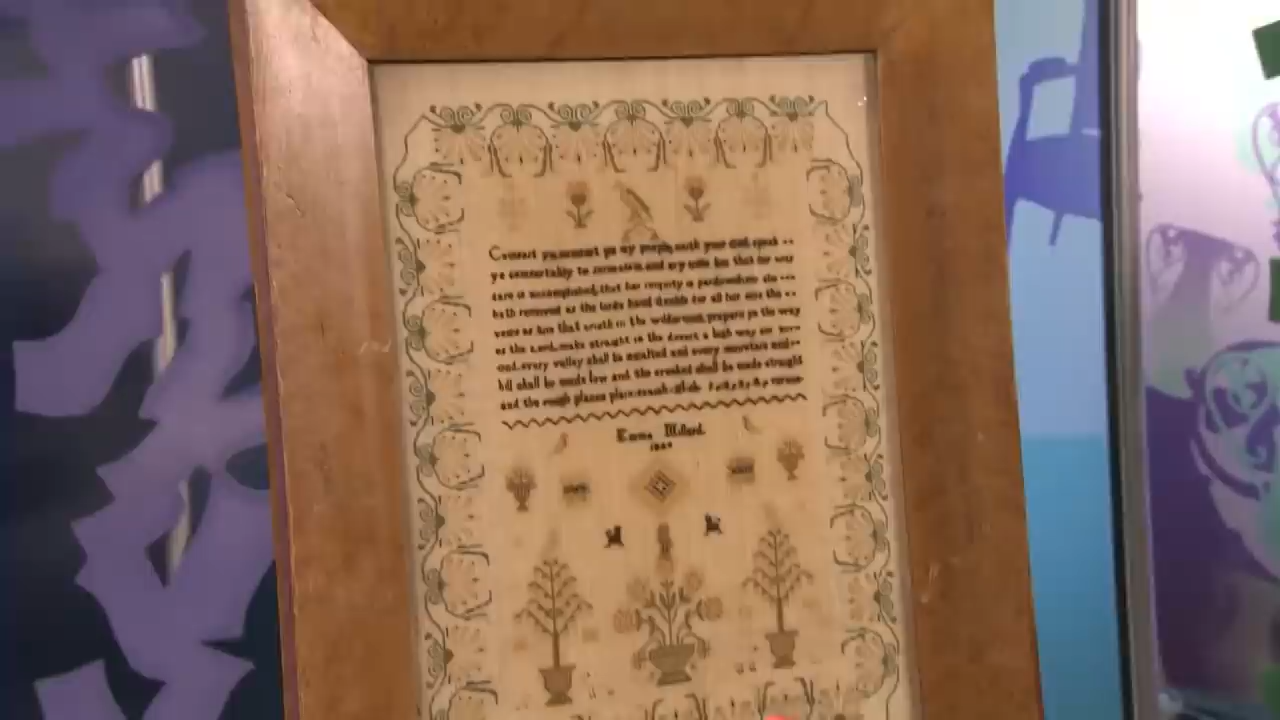 Comfort ye comfort ye my people, saith your God, speak
ye comfortably to Jerusalem and cry unto her that her war
fare is accomplished, that her iniquity is pardoned for she
hath received of the lords hand double for all her sins the
voice of him that crieth in the wilderness, prepare ye the way
of the Lord, make straight in the desert a high way for
God, every valley shall be exalted and every mountain and
hill shall be made low and the crooked shall be made straight
and the rough places plain
Emma